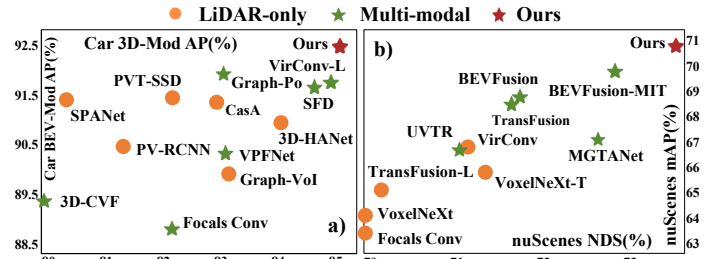 LiDAR-only Multi-modal Ours
Car 3D-Mod AP(%)
Car BEV-Mod AP(%)
92.5
91.5
90.5
89.5
88.5
Ours
VirConv-L
PVT-SSD
Graph-Po
SFD
SPANet
CasA
3D-HANet
PV-RCNN
VPFNet
Graph-VoI
3D-CVF
Focals Conv
a)
b)
Ours
BEVFusion
BEVFusion-MIT
TransFusion
UVTR
VirConv
MGTANet
TransFusion-L
VoxelNeXt-T
VoxelNeXt
Focals Conv
nuScenes NDS(%)
nuScenes mAP(%)
71
70
69
68
67
66
65
64
63